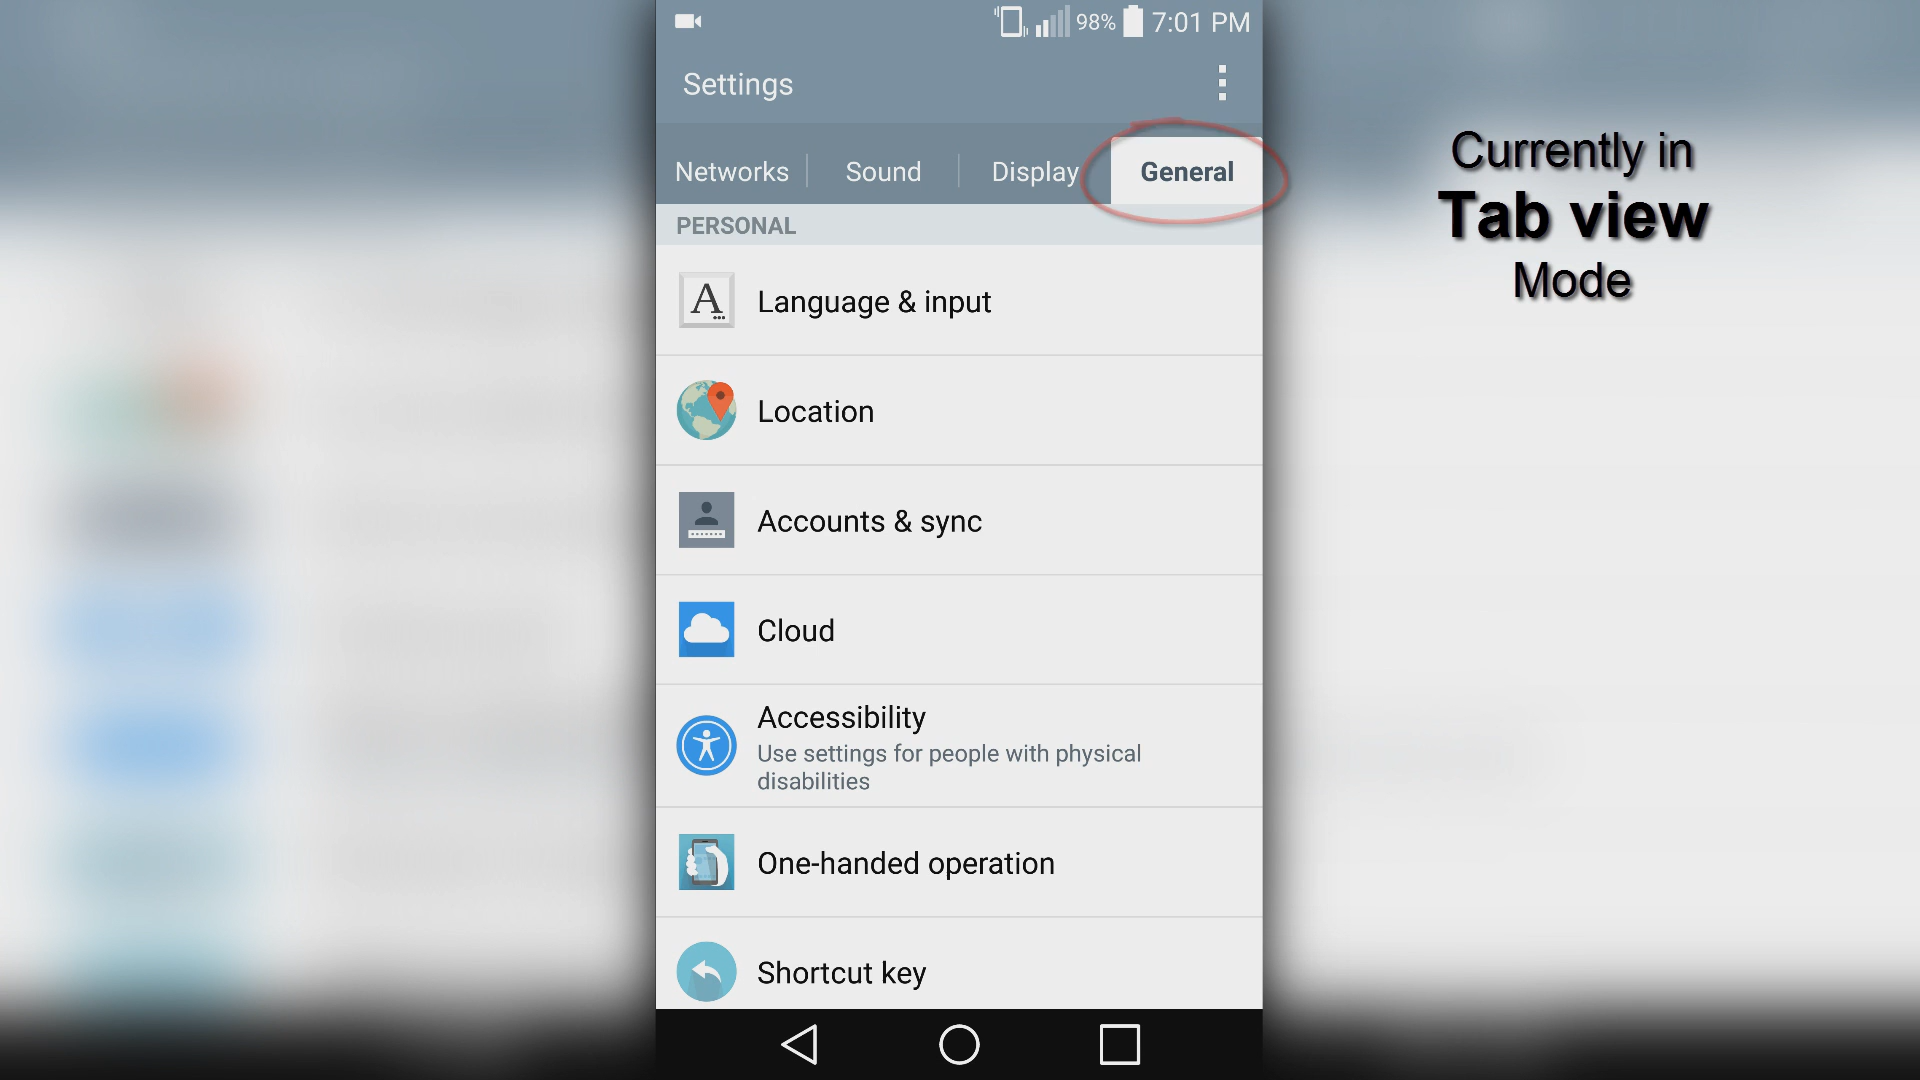 98% 7:01 PM
Settings
Networks Sound Display General
PERSONAL
A
Language & input
Location
Accounts & sync
Cloud
Accessibility
Use settings for people with physical
disabilities
One-handed operation
Shortcut key
Currently in
Tab view
Mode